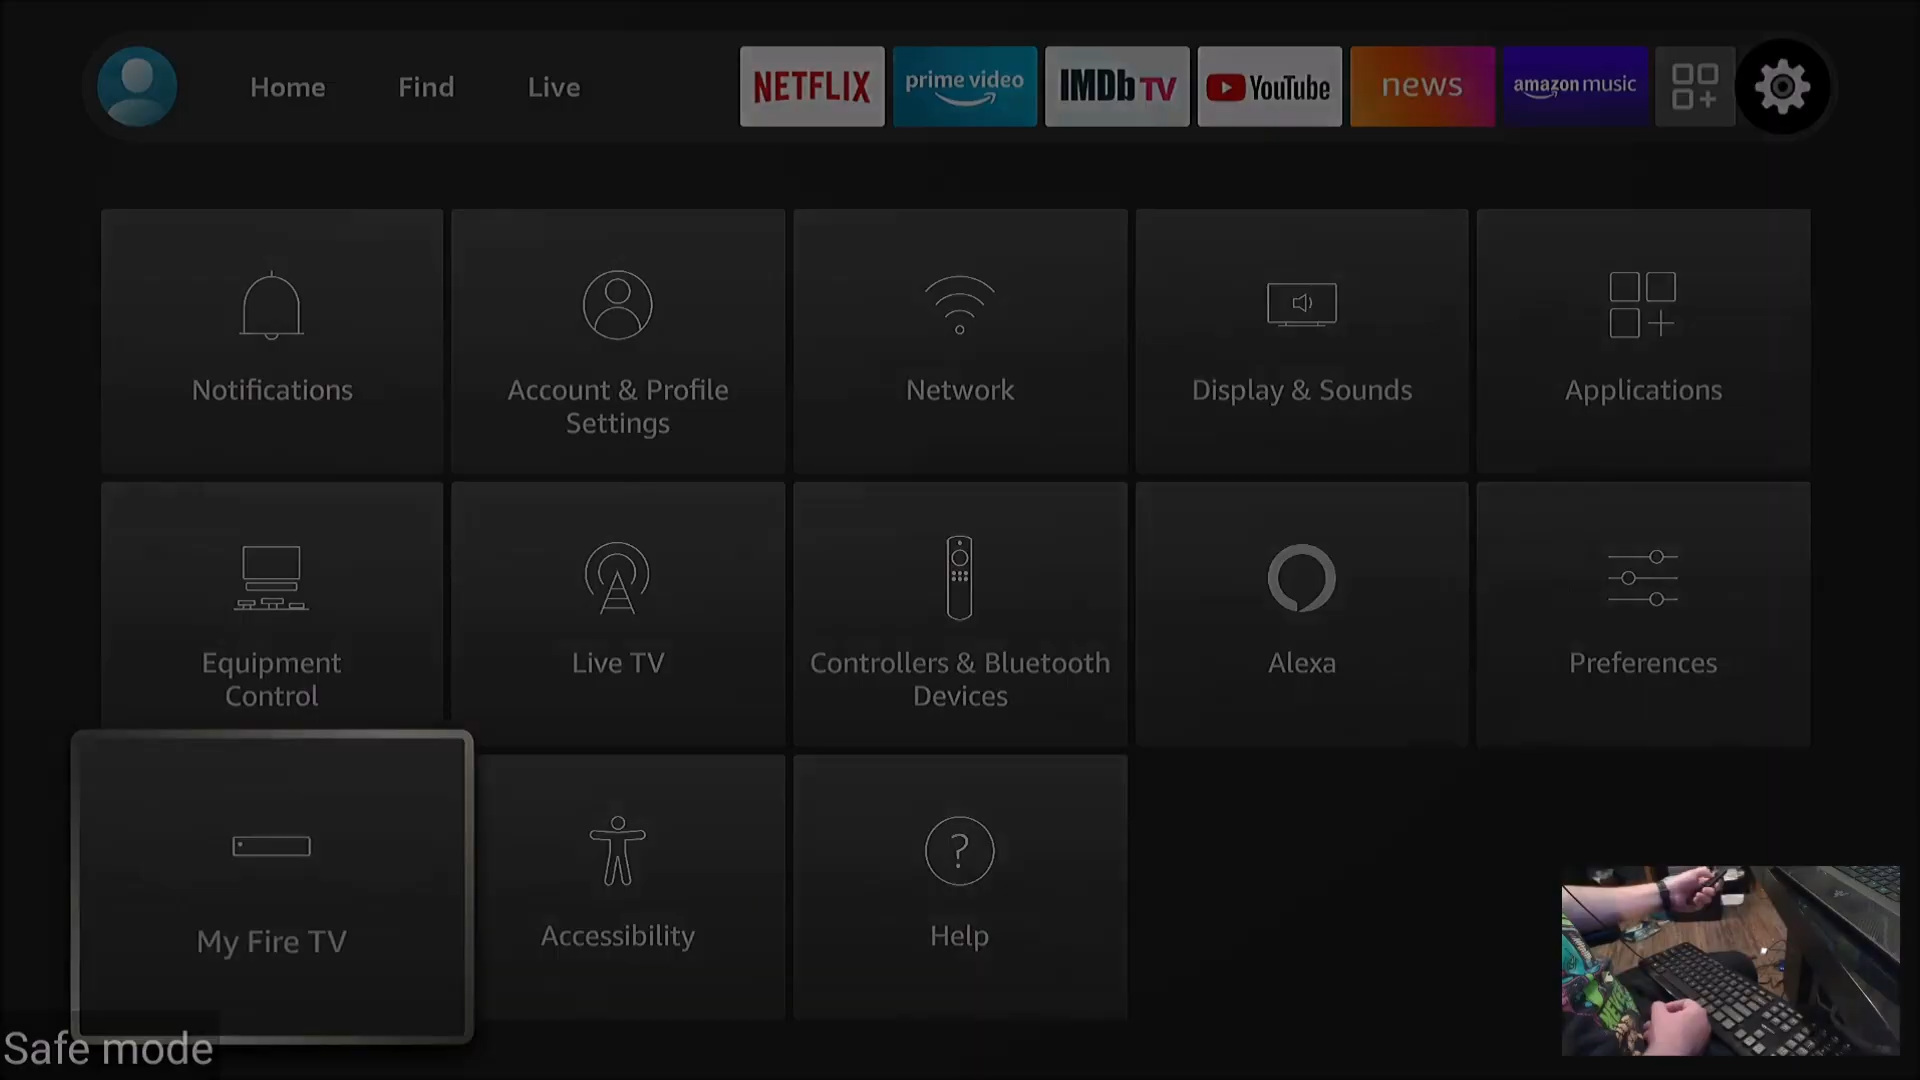 Home Find Live NETFLIX prime video IMDb TV YouTube news amazon music
Notifications
Account & Profile
Settings
Network
Display & Sounds
Applications
Equipment
Control
Live TV
Controllers & Bluetooth
Devices
Alexa
Preferences
My Fire TV
Accessibility
?
Help
Safe mode